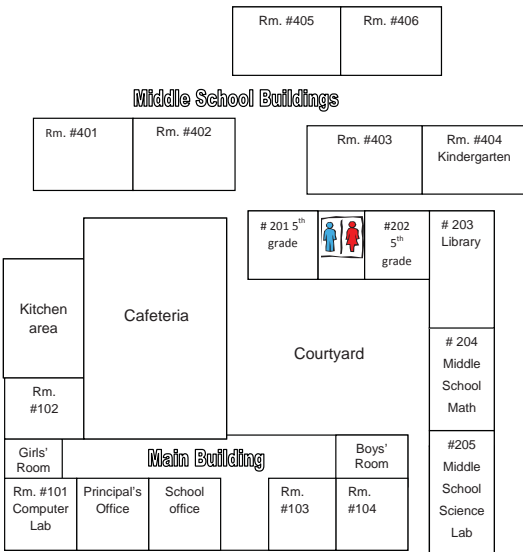 Rm. #405
Rm. #406
Middle School Buildings
Rm. #401
Rm. #402
Rm. #403
Rm. #404
Kindergarten
# 201 5th
grade
#202
5th
grade
# 203
Library
Kitchen
area
Cafeteria
Courtyard
# 204
Middle
School
Math
Rm.
#102
Girls'
Room
Main Building
Boys'
Room
#205
Middle
School
Science
Lab
Rm. #101
Computer
Lab
Principal's
Office
School
office
Rm.
#103
Rm.
#104